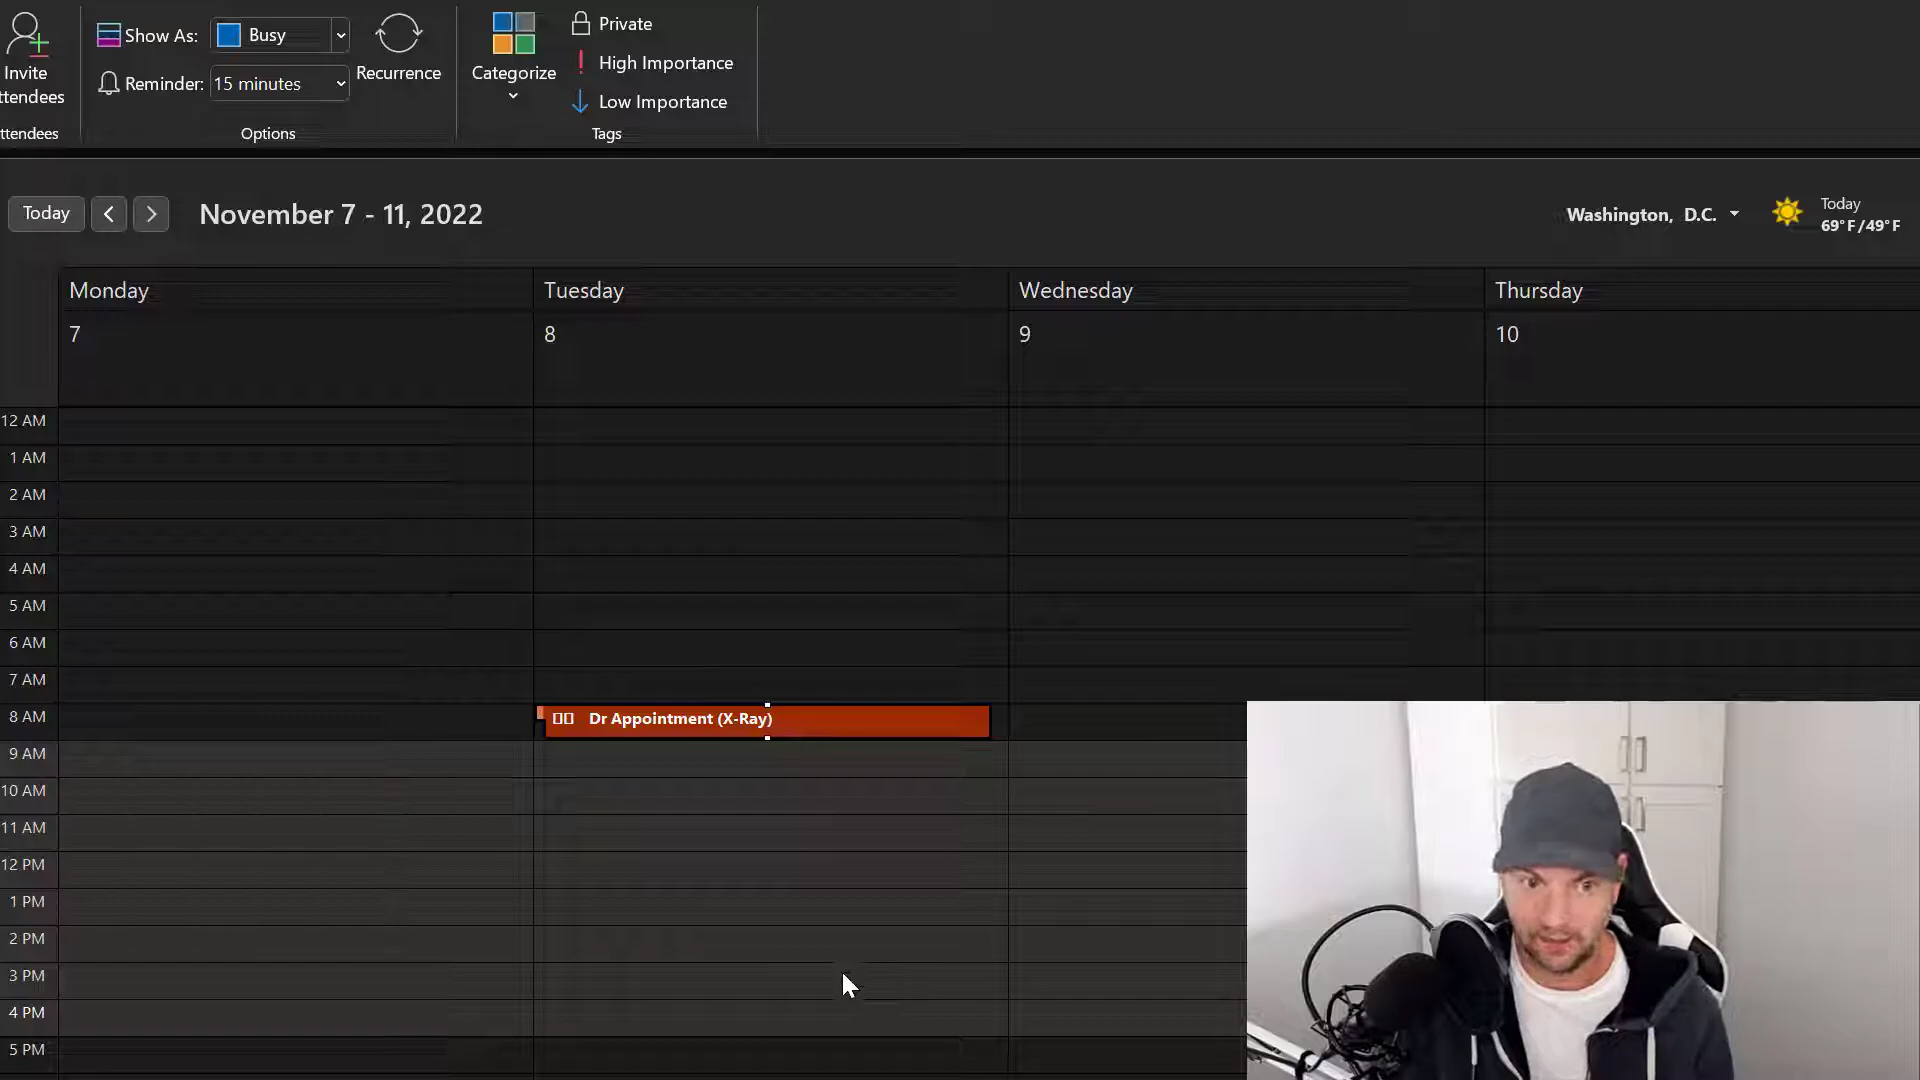 Invite
ttendees
ttendees
Show As: Busy
Reminder: 15 minutes
Options
Recurrence
Categorize
Private
High Importance
Low Importance
Tags
Today
November 7 - 11, 2022
Washington, D.C.
Today
69°F/49°F
Monday
Tuesday
Wednesday
Thursday
7
8
9
10
12 AM
1 AM
2 AM
3 AM
4 AM
5 AM
6 AM
7 AM
8 AM
Dr Appointment (X-Ray)
9 AM
10 AM
11 AM
12 PM
1 PM
2 PM
3 PM
4 PM
5 PM